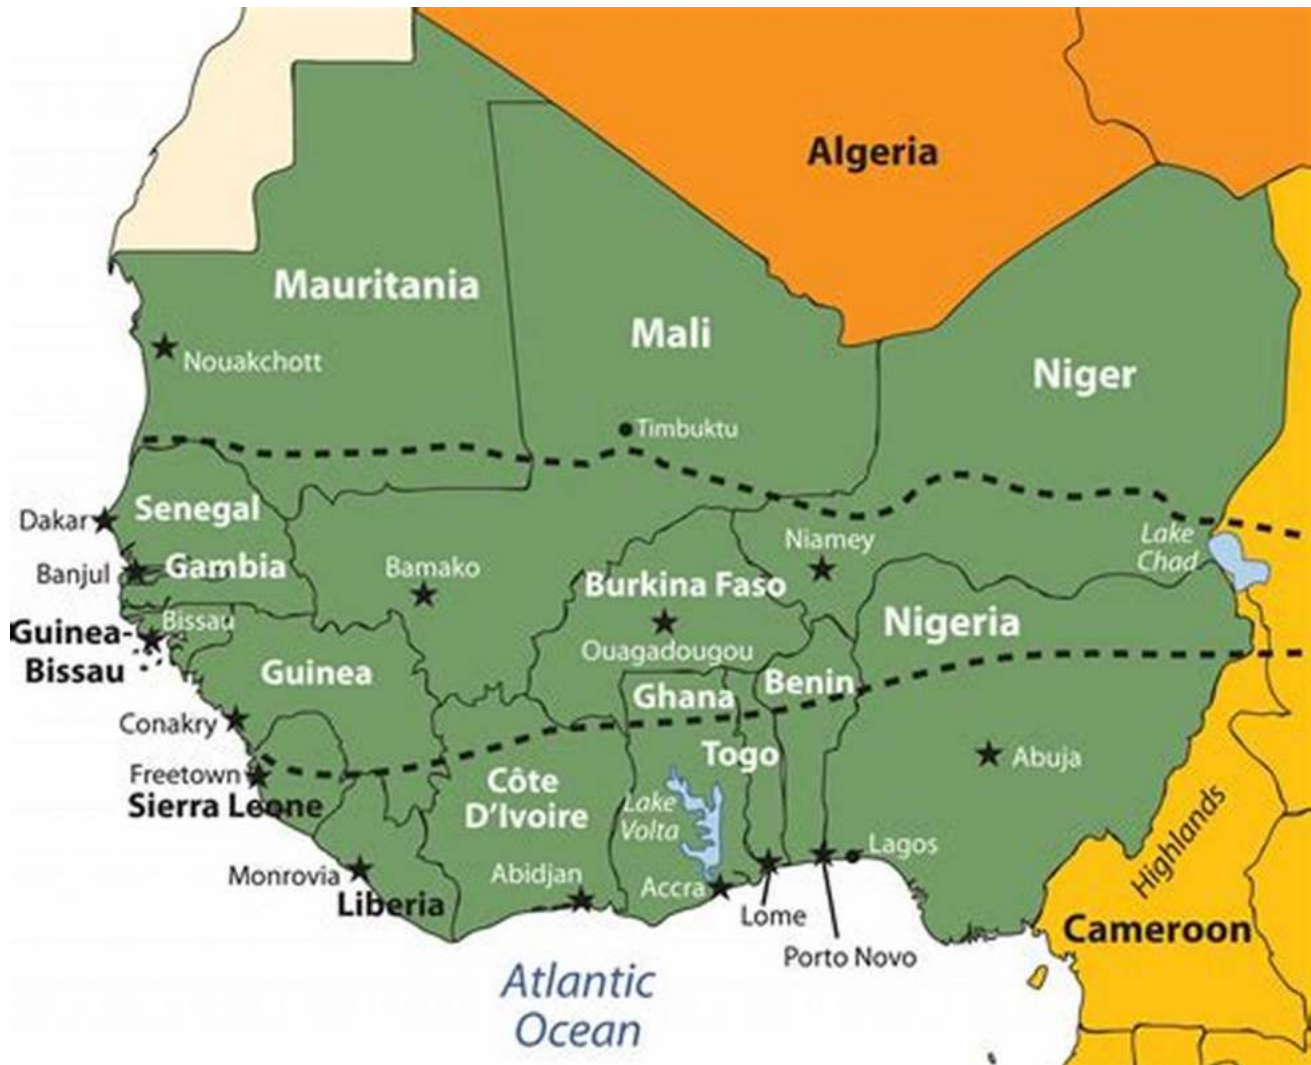 Algeria
Mauritania
Mali
Niger
Nouakchott
Timbuktu
Senegal
Dakar
Lake
Chad
Niamey
Gambia
Banjul
Bamako
Burkina Faso
Bissau
Nigeria
Guinea-
Bissau
Ouagadougou
Guinea
Ghana
Benin
Conakry
Togo
Abuja
Freetown
Côte
D'Ivoire
Sierra Leone
Lake
Volta
Highlands
Lagos
Monrovia
Abidjan
Accra
Liberia
Lome
Cameroon
Porto Novo
Atlantic
Ocean